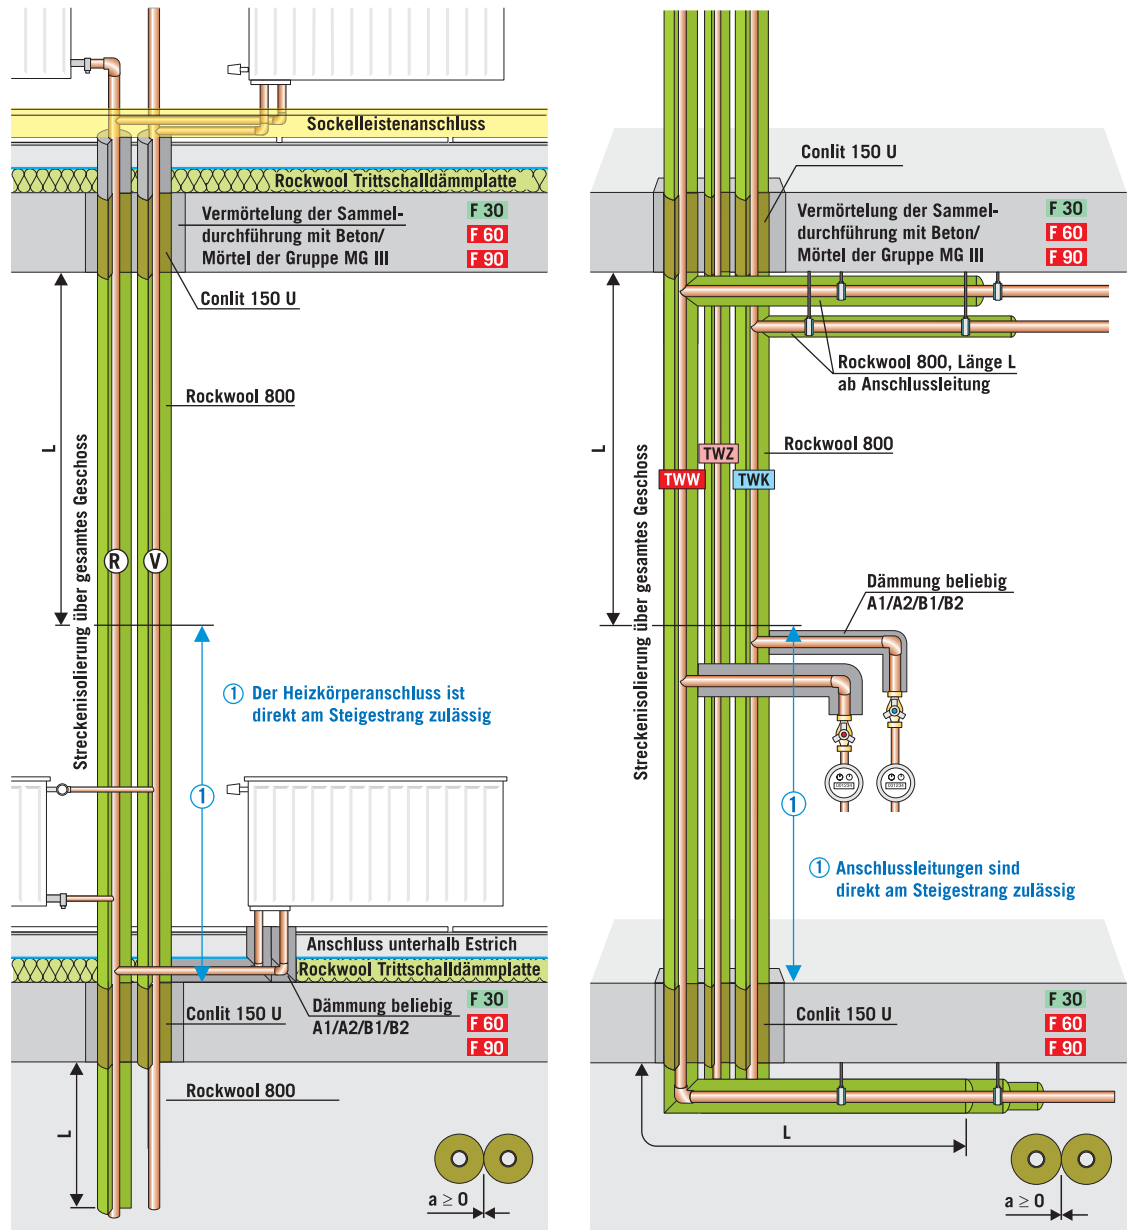 Sockelleistenanschluss
Rockwool Trittschalldämmplatte
Vermörtelung der Sammel-
durchführung mit Beton/
Mörtel der Gruppe MG III
F 30
F 60
F 90
Conlit 150 U
Rockwool 800
L
Streckenisolierung über gesamtes Geschoss
R
V
1 Der Heizkörperanschluss ist
direkt am Steigestrang zulässig
1
Anschluss unterhalb Estrich
Rockwool Trittschalldämmplatte
Conlit 150 U
Dämmung beliebig
A1/A2/B1/B2
F 30
F 60
F 90
Rockwool 800
L
a ≥ 0
Conlit 150 U
Vermörtelung der Sammel-
durchführung mit Beton/
Mörtel der Gruppe MG III
F 30
F 60
F 90
Rockwool 800, Länge L
ab Anschlussleitung
L
Streckenisolierung über gesamtes Geschoss
Rockwool 800
TWZ
TWW
TWK
Dämmung beliebig
A1/A2/B1/B2
1
1 Anschlussleitungen sind
direkt am Steigestrang zulässig
Conlit 150 U
F 30
F 60
F 90
L
a ≥ 0